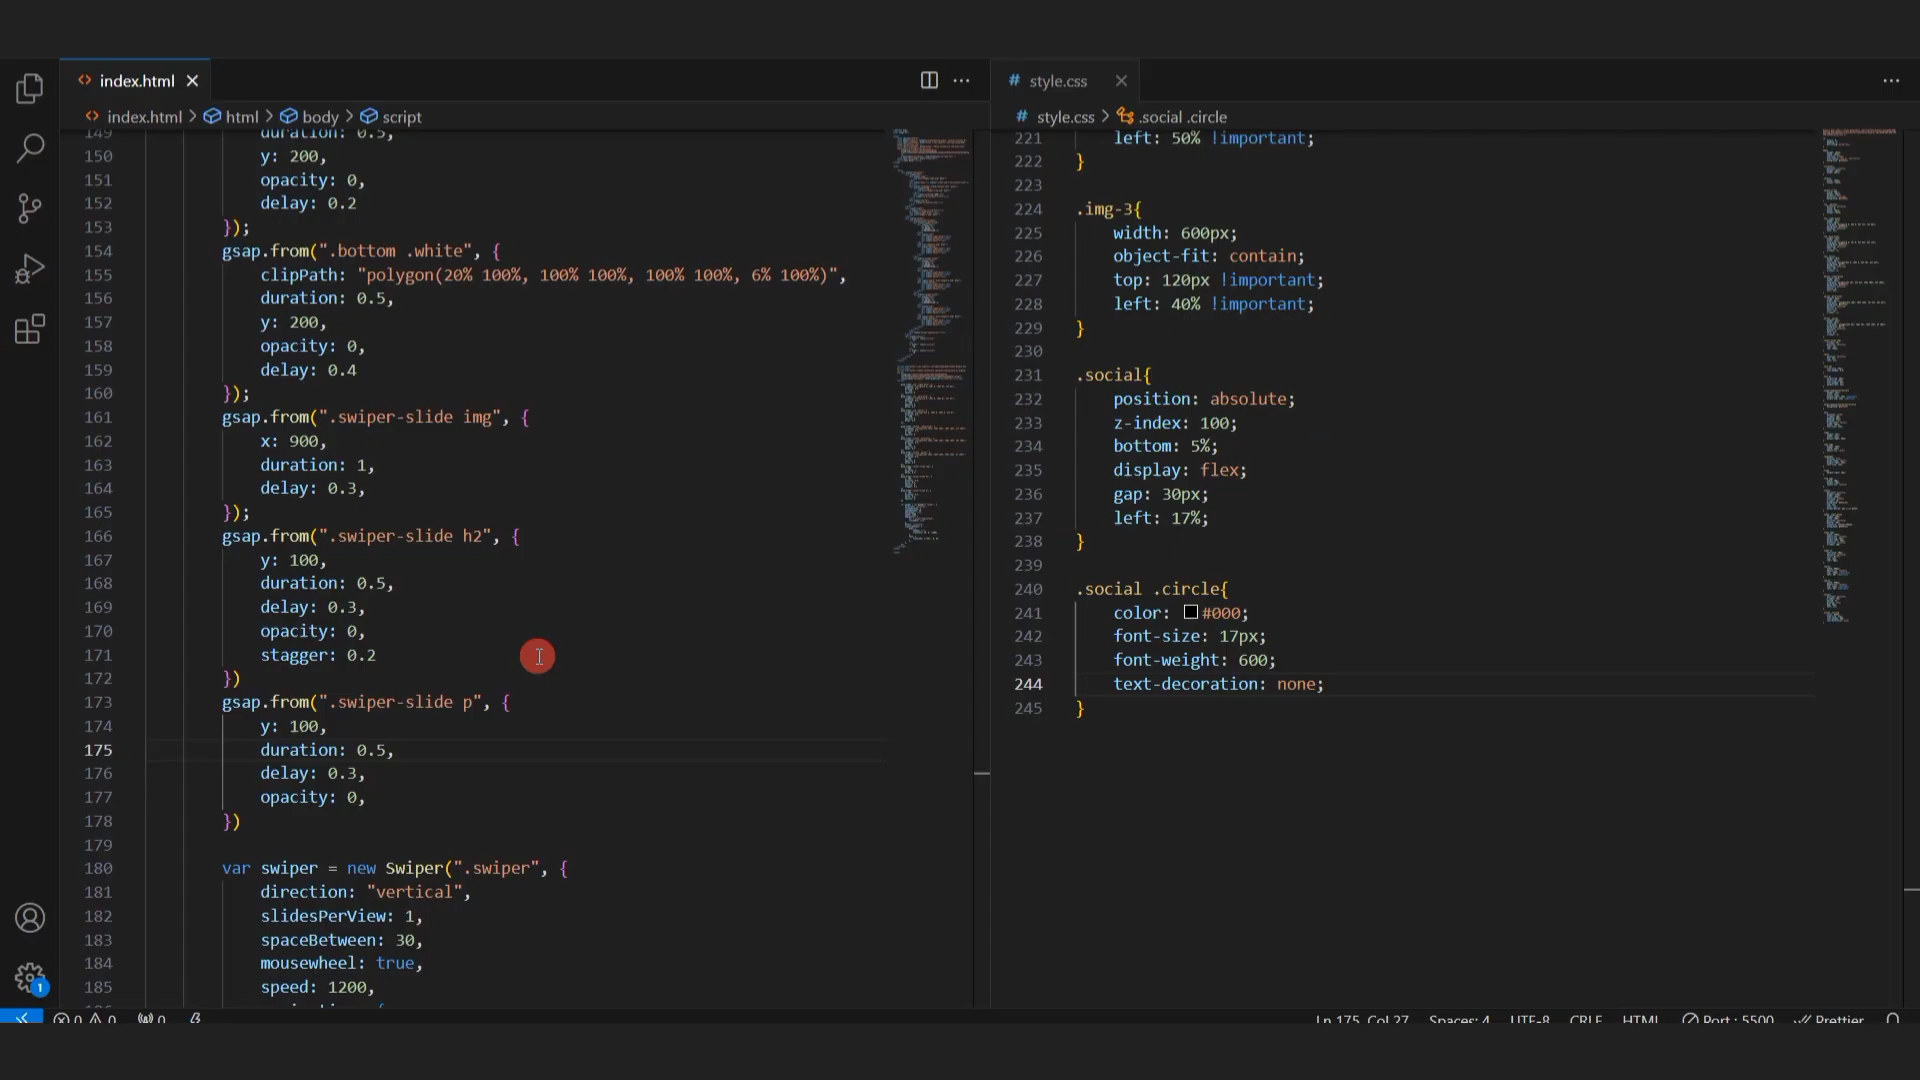 index.html
style.css
index.html > html > body > script
style.css > .social .circle
149 duration: 0.5,
150 y: 200,
151 opacity: 0,
152 delay: 0.2
153 });
154 gsap.from(".bottom .white", {
155 clipPath: "polygon(20% 100%, 100% 100%, 100% 100%, 6% 100%)",
156 duration: 0.5,
157 y: 200,
158 opacity: 0,
159 delay: 0.4
160 });
161 gsap.from(".swiper-slide img", {
162 x: 900,
163 duration: 1,
164 delay: 0.3,
165 });
166 gsap.from(".swiper-slide h2", {
167 y: 100,
168 duration: 0.5,
169 delay: 0.3,
170 opacity: 0,
171 stagger: 0.2
172 })
173 gsap.from(".swiper-slide p", {
174 y: 100,
175 duration: 0.5,
176 delay: 0.3,
177 opacity: 0,
178 })
179
180 var swiper = new Swiper(".swiper", {
181 direction: "vertical",
182 slidesPerView: 1,
183 spaceBetween: 30,
184 mousewheel: true,
185 speed: 1200,
221 left: 50% !important;
222 }
223
224 .img-3{
225 width: 600px;
226 object-fit: contain;
227 top: 120px !important;
228 left: 40% !important;
229 }
230
231 .social{
232 position: absolute;
233 z-index: 100;
234 bottom: 5%;
235 display: flex;
236 gap: 30px;
237 left: 17%;
238 }
239
240 .social .circle{
241 color: #000;
242 font-size: 17px;
243 font-weight: 600;
244 text-decoration: none;
245 }
1
0 0 0 Ln 175, Col 27 Spaces: 4 UTF-8 CRLF HTML Port : 5500 Prettier